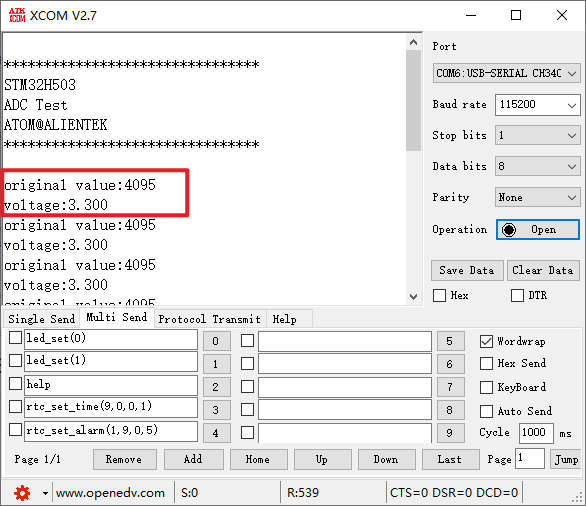 ATK
XCOM XCOM V2.7
*********************************
STM32H503
ADC Test
ATOM@ALIENTEK
*********************************
original value:4095
voltage:3.300
original value:4095
voltage:3.300
original value:4095
voltage:3.300
original value:4095
Port
COM6:USB-SERIAL CH340
Baud rate 115200
Stop bits 1
Data bits 8
Parity None
Operation Open
Save Data Clear Data
Hex DTR
Single Send Multi Send Protocol Transmit Help
led_set(0) 0 5 Wordwrap
led_set(1) 1 6 Hex Send
help 2 7 KeyBoard
rtc_set_time(9,0,0,1) 3 8 Auto Send
rtc_set_alarm(1,9,0,5) 4 9 Cycle 1000 ms
Page 1/1 Remove Add Home Up Down Last Page 1 Jump
www.openedv.com S:0 R:539 CTS=0 DSR=0 DCD=0